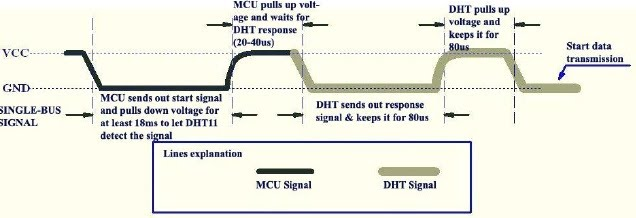 MCU pulls up volt-
age and waits for
DHT response
(20-40us)
DHT pulls up
voltage and
keeps it for
80us
VCC
Start data
transmission
GND
SINGLE-BUS
SIGNAL
MCU sends out start signal
and pulls down voltage for
at least 18ms to let DHT11
detect the signal
DHT sends out response
signal & keeps it for 80us
Lines explanation
MCU Signal
DHT Signal